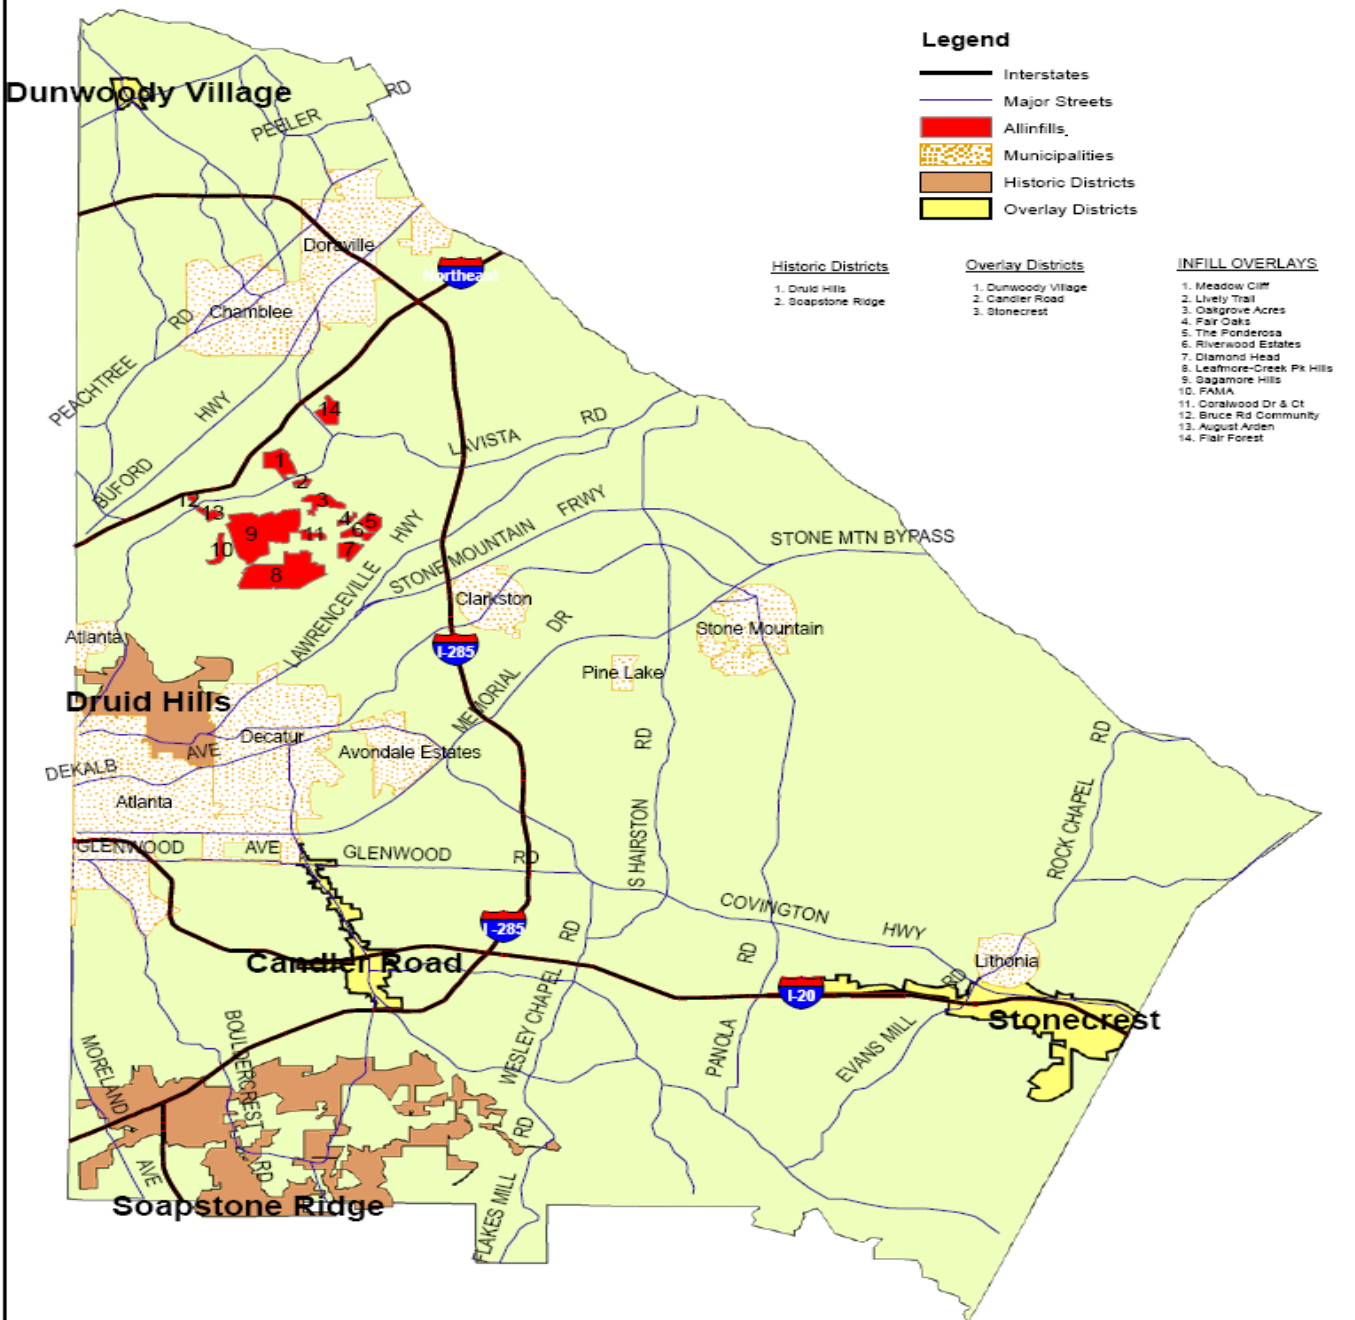 Legend
Interstates
Major Streets
Allinfills
Municipalities
Historic Districts
Overlay Districts
Historic Districts
1. Druid Hills
2. Soapstone Ridge
Overlay Districts
1. Dunwoody Village
2. Candler Road
3. Stonecrest
INFILL OVERLAYS
1. Meadow Cliff
2. Lively Trail
3. Oakgrove Acres
4. Fair Oaks
5. The Ponderosa
6. Riverwood Estates
7. Diamond Head
8. Leafmore-Creek Pk Hills
9. Sagamore Hills
10. FAMA
11. Coralwood Dr & Ct
12. Bruce Rd Community
13. August Arden
14. Flair Forest
Dunwoody Village
PEELER
RD
Doraville
Northeast
Chamblee
PEACHTREE
RD
BUFORD
HWY
14
LAVISTA
RD
1
2
12
13
3
4
5
6
9
11
10
7
8
LAWRENCEVILLE
HWY
STONE MOUNTAIN
FRWY
STONE MTN BYPASS
Clarkston
Atlanta
Stone Mountain
I-285
MEMORIAL
DR
Pine Lake
Druid Hills
Decatur
Avondale Estates
DEKALB
AVE
Atlanta
S HAIRSTON
RD
ROCK CHAPEL
RD
GLENWOOD
AVE
GLENWOOD
RD
COVINGTON
HWY
I-285
Candler Road
WESLEY CHAPEL
RD
PANOLA
RD
I-20
Lithonia
EVANS MILL
RD
Stonecrest
MORELAND
AVE
BOULDERCREST
RD
FLAKES MILL
RD
Soapstone Ridge